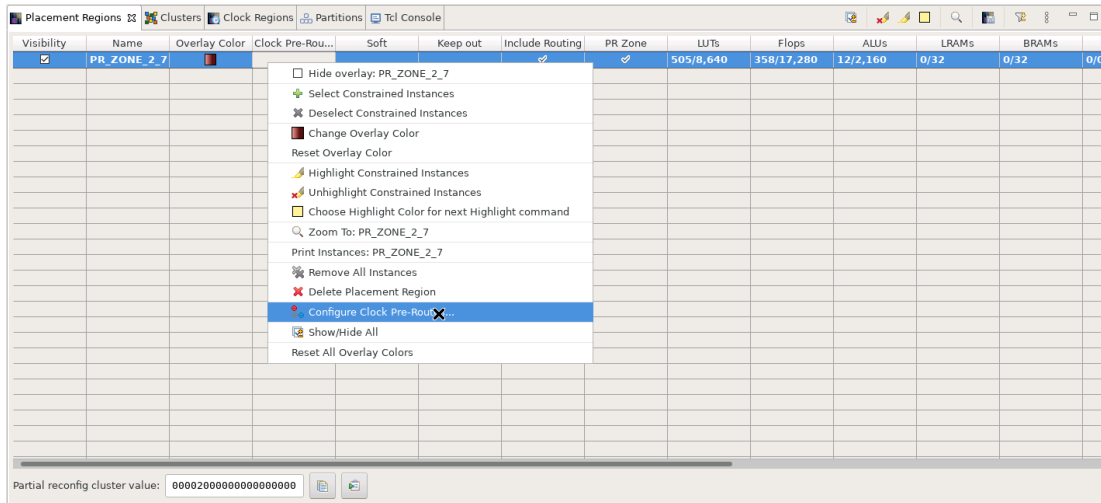 Placement Regions Clusters Clock Regions Partitions Tcl Console
Visibility Name Overlay Color Clock Pre-Rou... Soft Keep out Include Routing PR Zone LUTs Flops ALUs LRAMs BRAMs
PR_ZONE_2_7 505/8,640 358/17,280 12/2,160 0/32 0/32
Hide overlay: PR_ZONE_2_7
Select Constrained Instances
Deselect Constrained Instances
Change Overlay Color
Reset Overlay Color
Highlight Constrained Instances
Unhighlight Constrained Instances
Choose Highlight Color for next Highlight command
Zoom To: PR_ZONE_2_7
Print Instances: PR_ZONE_2_7
Remove All Instances
Delete Placement Region
Configure Clock
Show/Hide All
Reset All Overlay Colors
Partial reconfig cluster value: 00002000000000000000